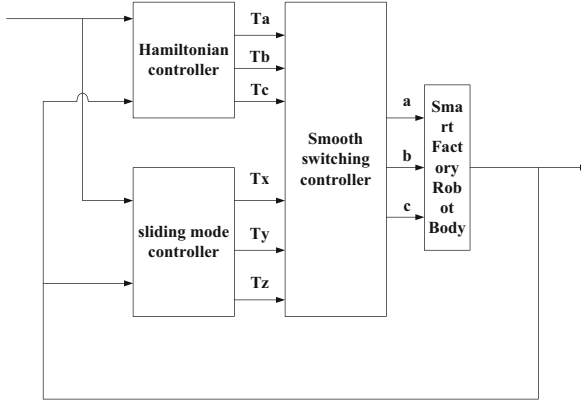 Hamiltonian
controller
Ta
Tb
Tc
sliding mode
controller
Tx
Ty
Tz
Smooth
switching
controller
a
b
c
Sma
rt
Fact
ory
Rob
ot
Body